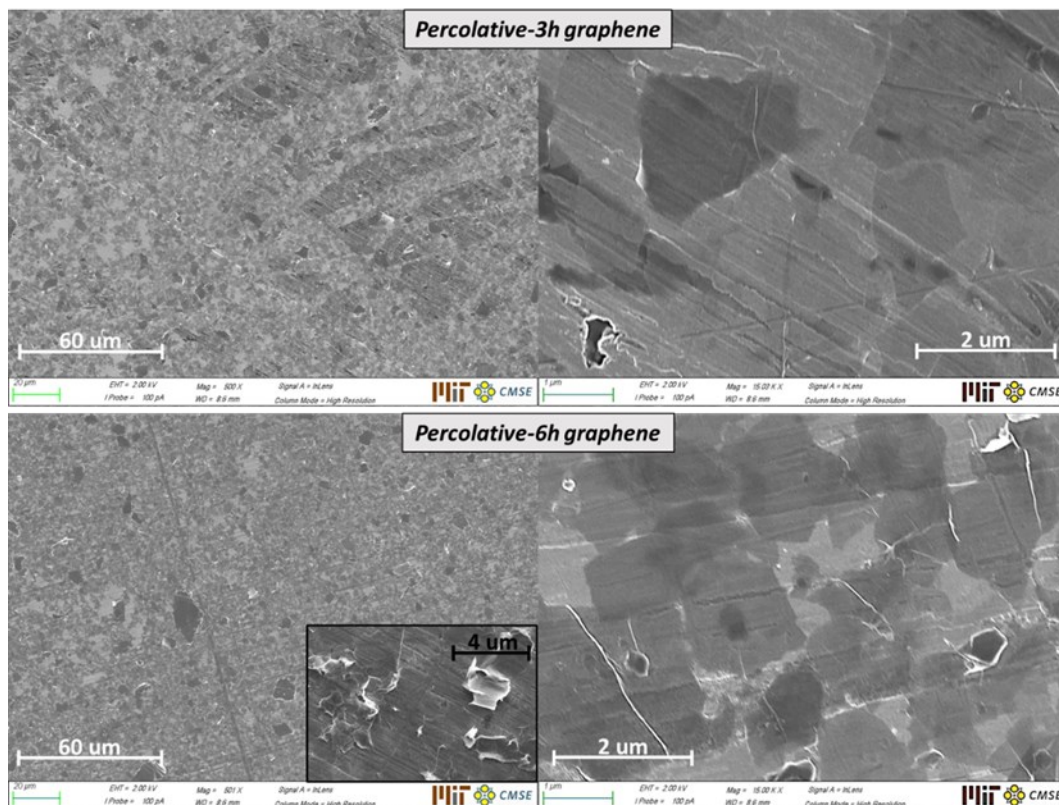 Percolative-3h graphene
60 um
2 um
20 µm
EHT = 2.00 kV
Mag = 500 X
Signal A = InLens
I Probe = 100 pA
WD = 8.6 mm
Column Mode = High Resolution
MIT CMSE
1 µm
EHT = 2.00 kV
Mag = 15.00 K X
Signal A = InLens
I Probe = 100 pA
WD = 8.6 mm
Column Mode = High Resolution
MIT CMSE
Percolative-6h graphene
4 um
60 um
2 um
20 µm
EHT = 2.00 kV
Mag = 501 X
Signal A = InLens
I Probe = 100 pA
WD = 8.6 mm
Column Mode = High Resolution
MIT CMSE
1 µm
EHT = 2.00 kV
Mag = 15.00 K X
Signal A = InLens
I Probe = 100 pA
WD = 8.6 mm
Column Mode = High Resolution
MIT CMSE